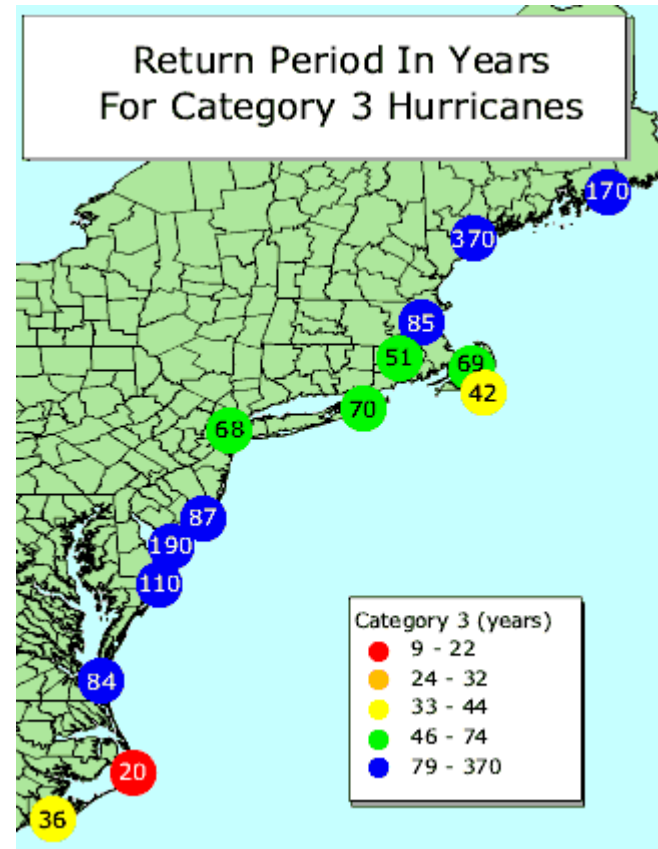 Return Period In Years
For Category 3 Hurricanes
170
370
85
51
69
42
70
68
87
190
110
84
20
36
Category 3 (years)
9 - 22
24 - 32
33 - 44
46 - 74
79 - 370